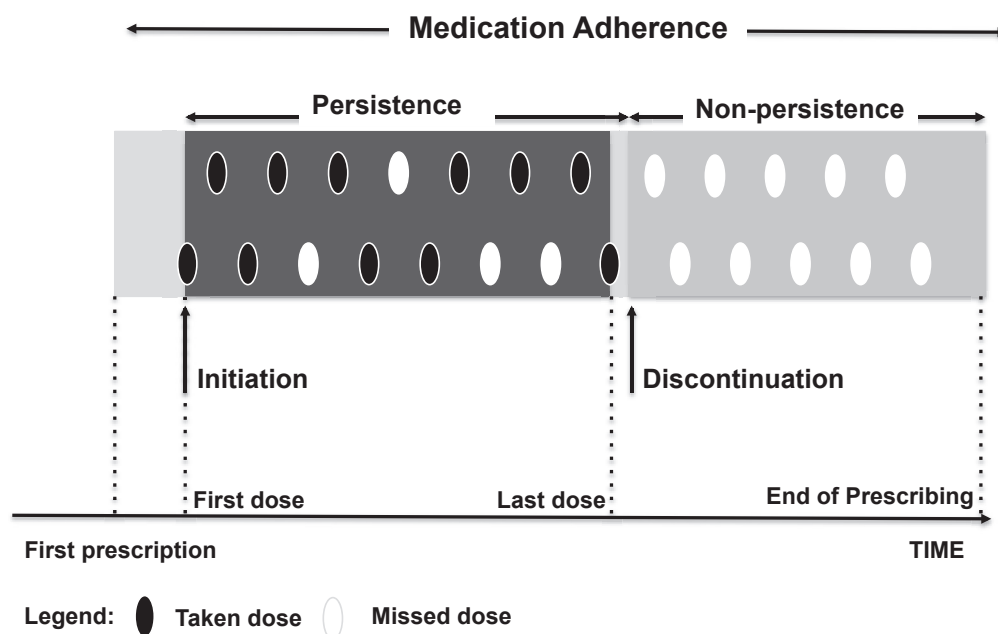 Medication Adherence
Persistence
Non-persistence
Initiation
Discontinuation
First dose
Last dose
End of Prescribing
First prescription
TIME
Legend: Taken dose Missed dose